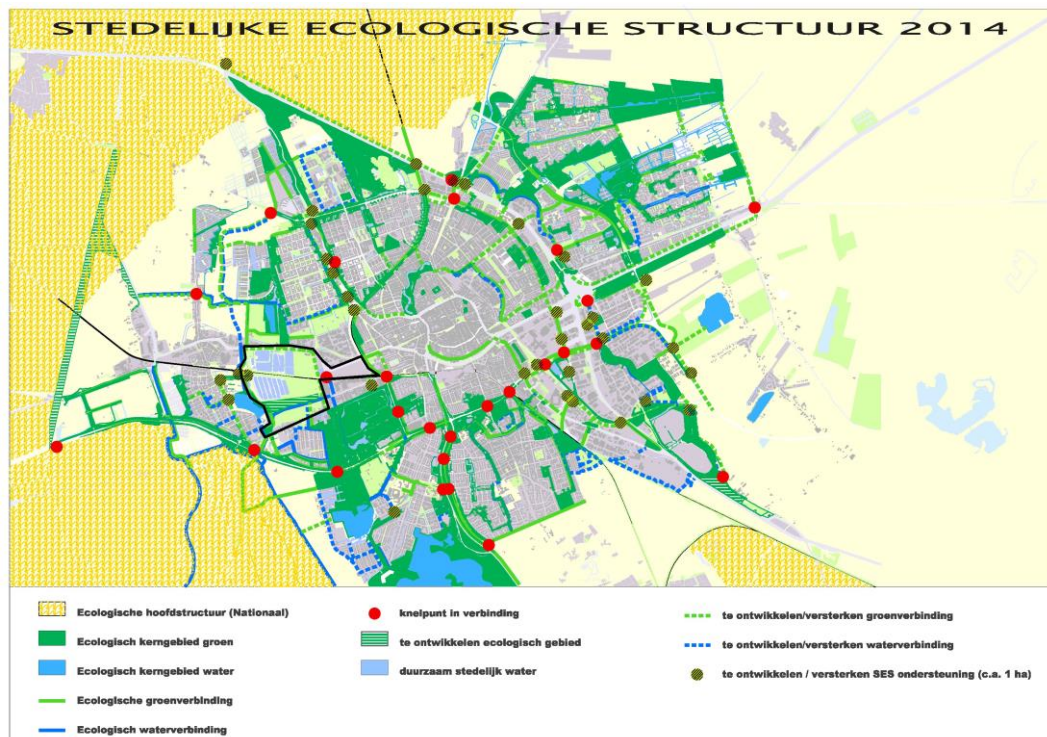 STEDELIJKE ECOLOGISCHE STRUCTUUR 2014
Ecologische hoofdstructuur (Nationaal)
Ecologisch kerngebied groen
Ecologisch kerngebied water
Ecologische groenverbinding
Ecologisch waterverbinding
knelpunt in verbinding
te ontwikkelen ecologisch gebied
duurzaam stedelijk water
te ontwikkelen/versterken groenverbinding
te ontwikkelen/versterken waterverbinding
te ontwikkelen / versterken SES ondersteuning (c.a. 1 ha)